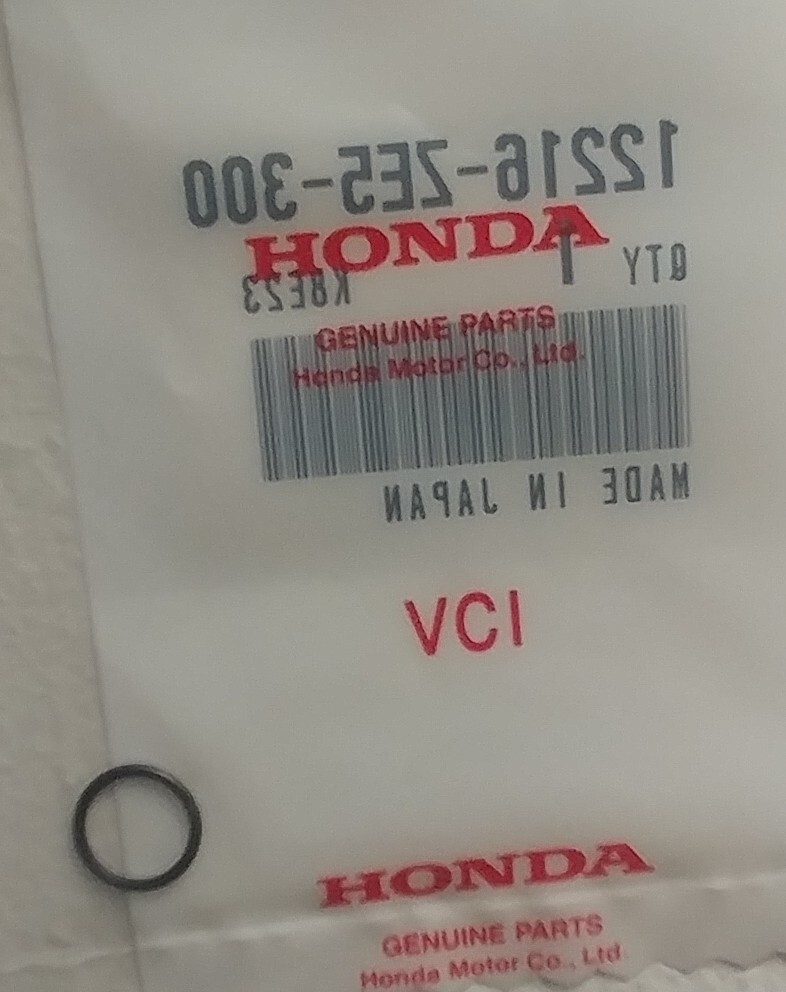 12216-ZE5-300
HONDA
QTY 1
K8E23
GENUINE PARTS
Honda Motor Co., Ltd.
MADE IN JAPAN
VCI
HONDA
GENUINE PARTS
Honda Motor Co., Ltd.